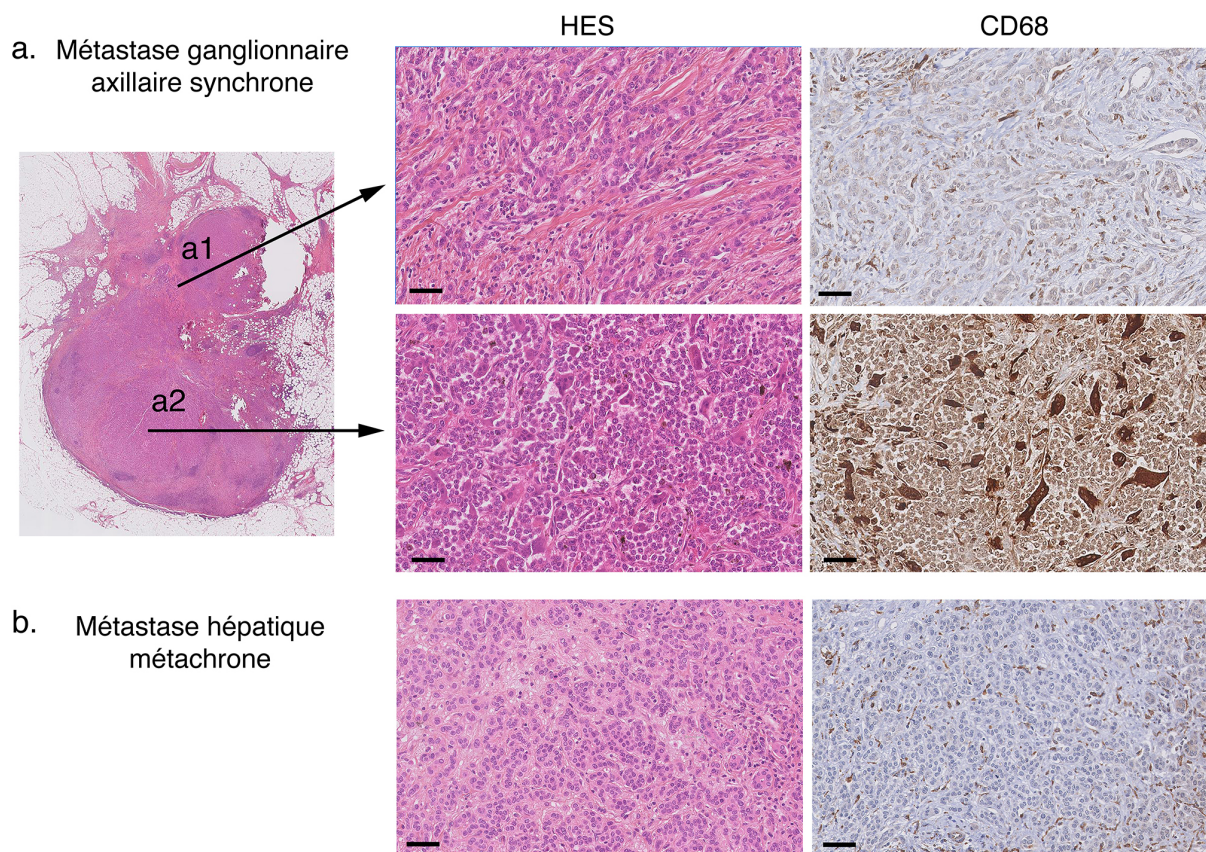 HES
CD68
a. Métastase ganglionnaire
axillaire synchrone
a1
a2
b. Métastase hépatique
métachrone